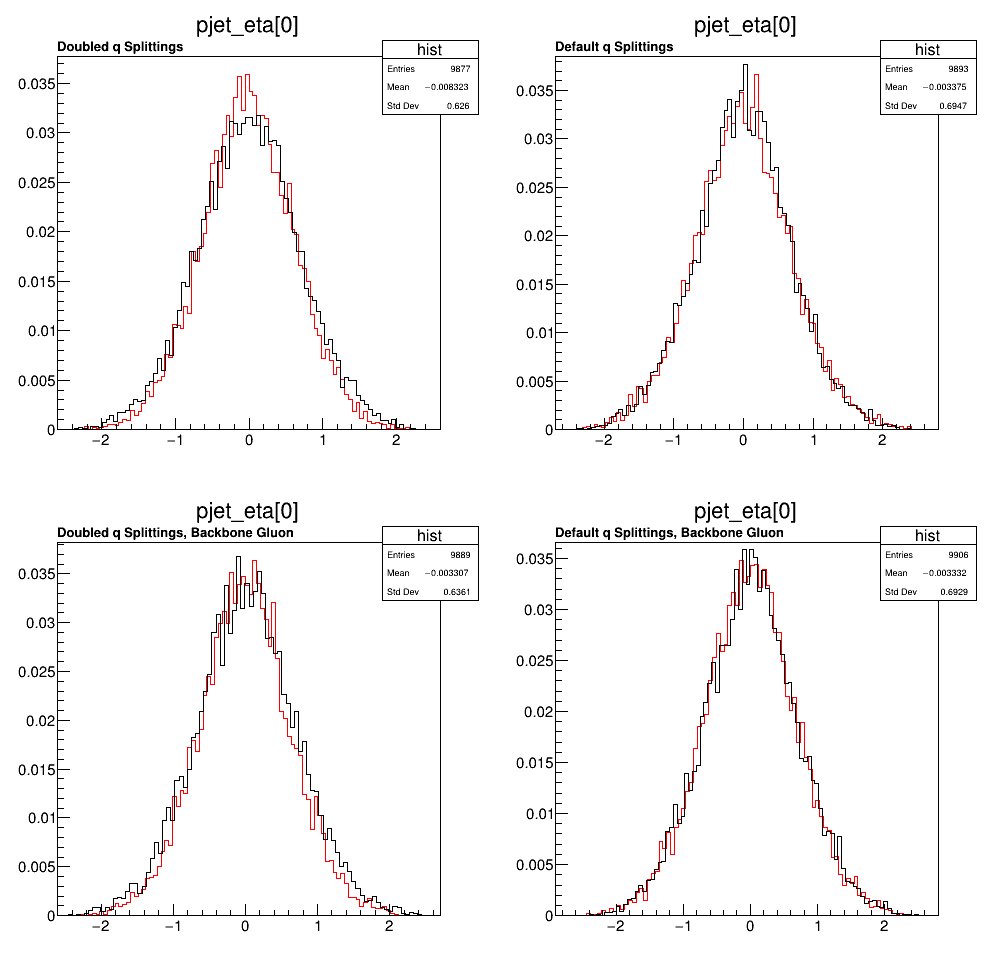 pjet_eta[0]
Doubled q Splittings
hist
Entries 9877
Mean −0.008323
Std Dev 0.626
0.035
0.03
0.025
0.02
0.015
0.01
0.005
0
−2 −1 0 1 2
pjet_eta[0]
Default q Splittings
hist
Entries 9893
Mean −0.003375
Std Dev 0.6947
0.035
0.03
0.025
0.02
0.015
0.01
0.005
0
−2 −1 0 1 2
pjet_eta[0]
Doubled q Splittings, Backbone Gluon
hist
Entries 9889
Mean −0.003307
Std Dev 0.6361
0.035
0.03
0.025
0.02
0.015
0.01
0.005
0
−2 −1 0 1 2
pjet_eta[0]
Default q Splittings, Backbone Gluon
hist
Entries 9906
Mean −0.003332
Std Dev 0.6929
0.035
0.03
0.025
0.02
0.015
0.01
0.005
0
−2 −1 0 1 2